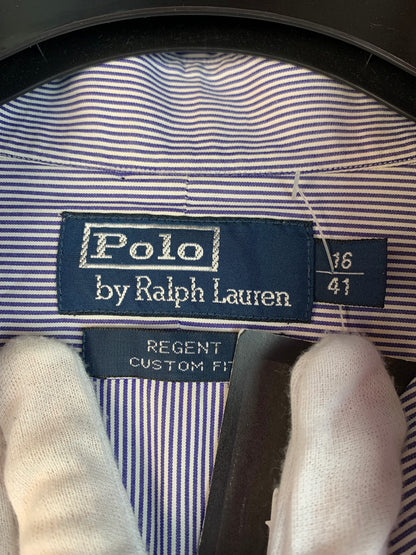 Polo
by Ralph Lauren
16
41
REGENT
CUSTOM FIT